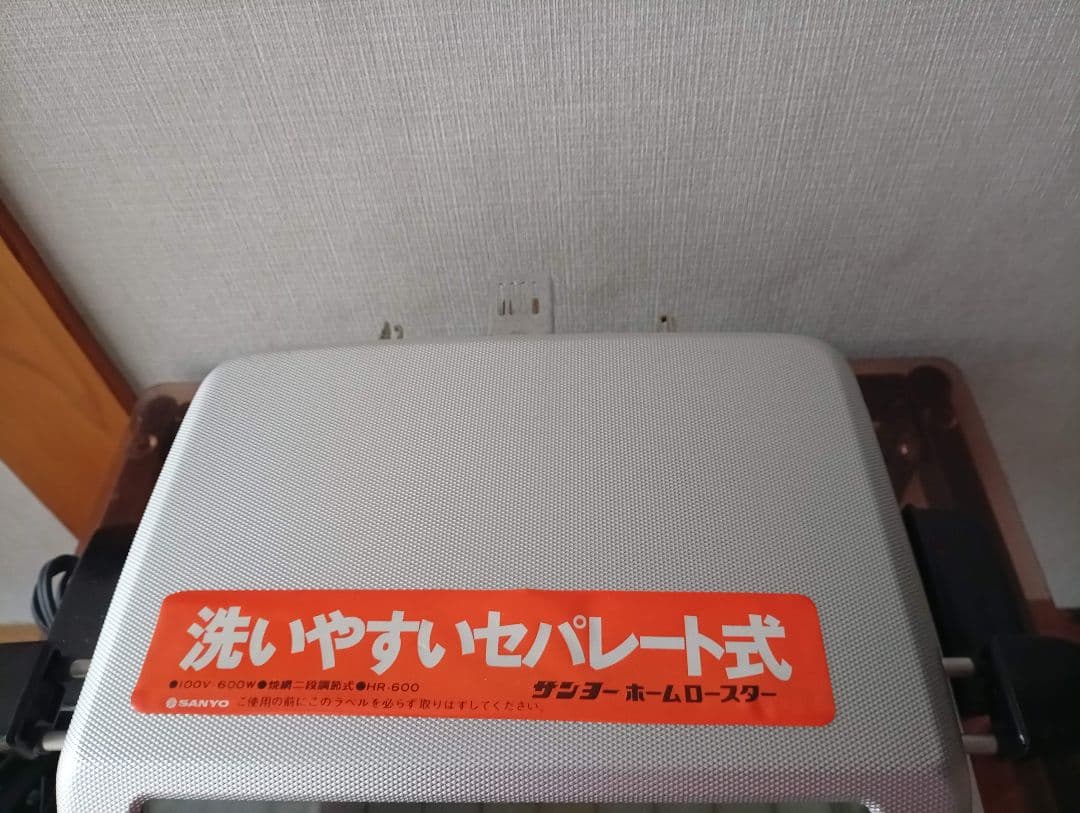 洗いやすいセパレート式
●100V-600W●焼網二段調節式●HR-600
サンヨーホームロースター
SANYO ご使用の前にこのラベルを必らず取りはずしてください。